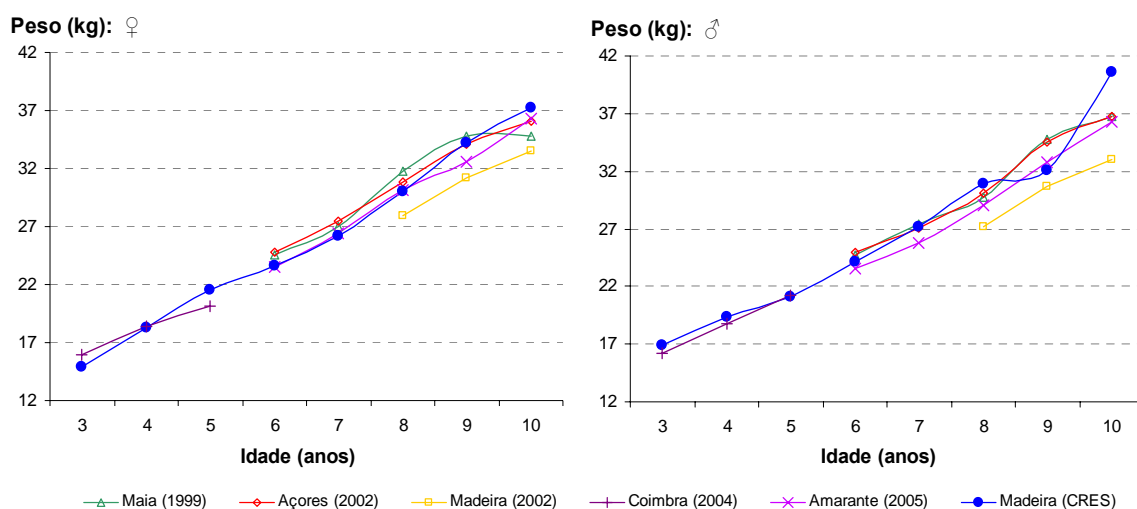 Peso (kg): ♀
42
37
32
27
22
17
12
3 4 5 6 7 8 9 10
Idade (anos)
Peso (kg): ♂
42
37
32
27
22
17
12
3 4 5 6 7 8 9 10
Idade (anos)
Maia (1999) Açores (2002) Madeira (2002) Coimbra (2004) Amarante (2005) Madeira (CRES)